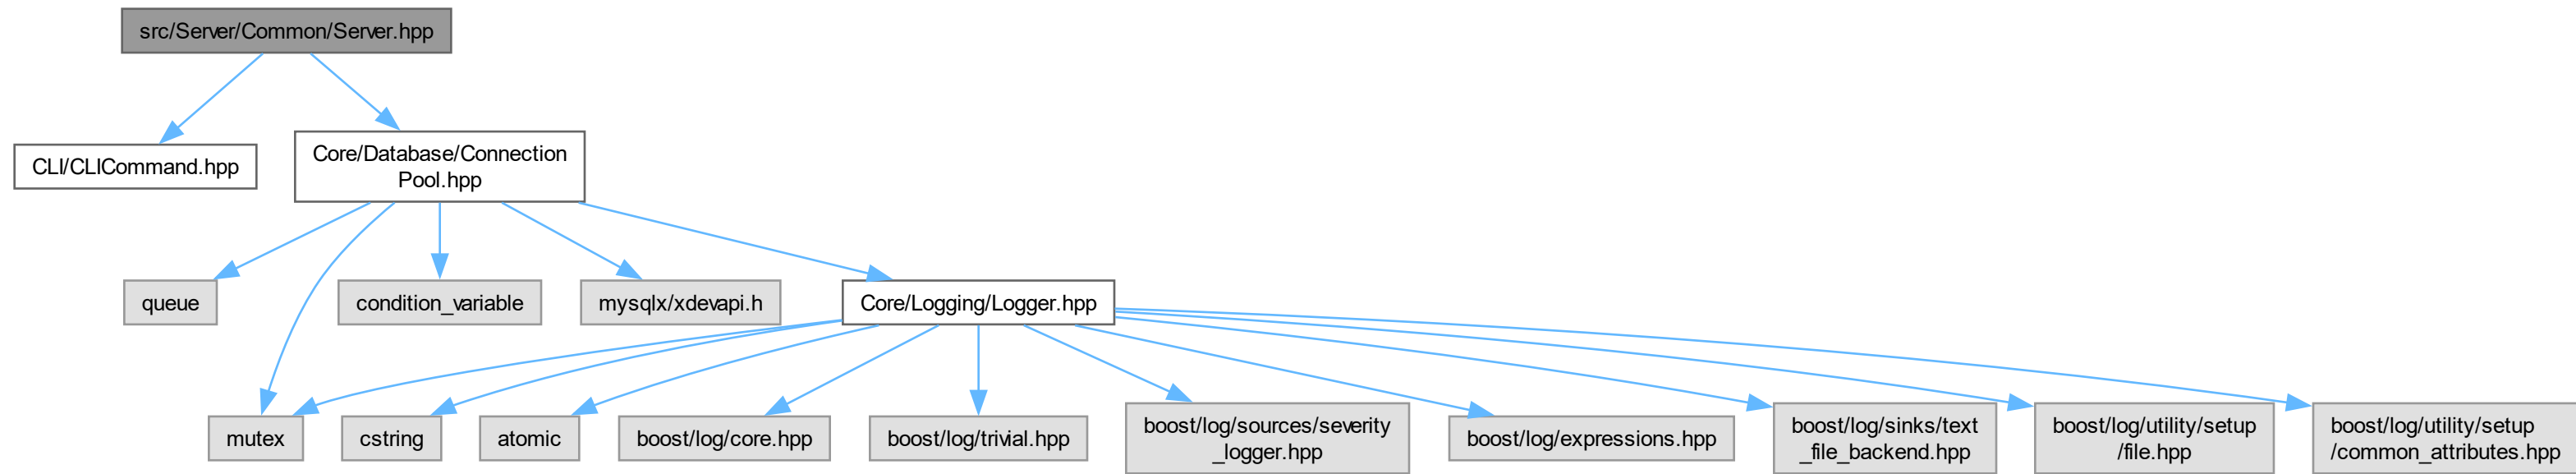 src/Server/Common/Server.hpp
CLI/CLICommand.hpp
Core/Database/Connection
Pool.hpp
queue
condition_variable
mysqlx/xdevapi.h
Core/Logging/Logger.hpp
mutex
cstring
atomic
boost/log/core.hpp
boost/log/trivial.hpp
boost/log/sources/severity
_logger.hpp
boost/log/expressions.hpp
boost/log/sinks/text
_file_backend.hpp
boost/log/utility/setup
/file.hpp
boost/log/utility/setup
/common_attributes.hpp